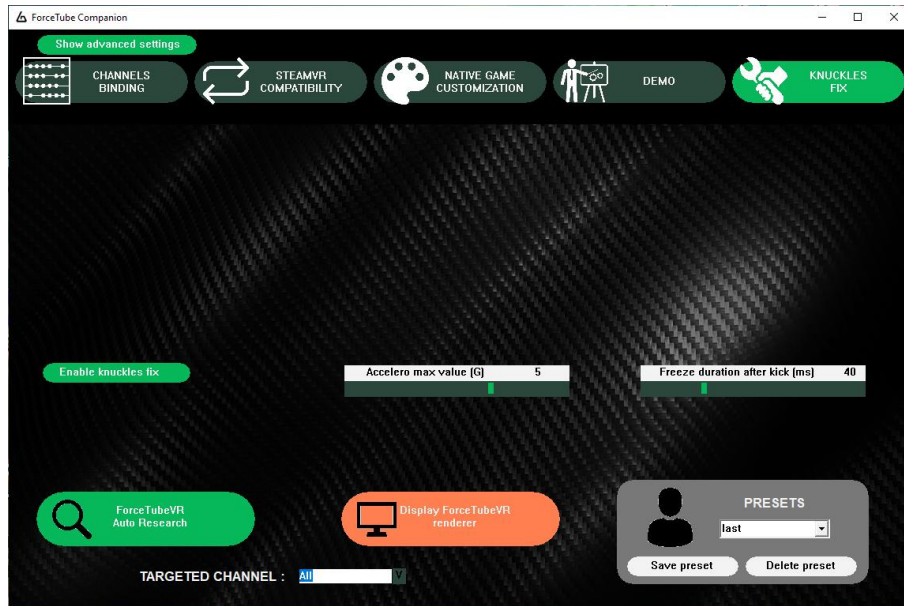 ForceTube Companion
Show advanced settings
CHANNELS
BINDING
STEAMVR
COMPATIBILITY
NATIVE GAME
CUSTOMIZATION
DEMO
KNUCKLES
FIX
Enable knuckles fix
Accelero max value (G) 5
Freeze duration after kick (ms) 40
ForceTubeVR
Auto Research
Display ForceTubeVR
renderer
PRESETS
last
Save preset
Delete preset
TARGETED CHANNEL : All V